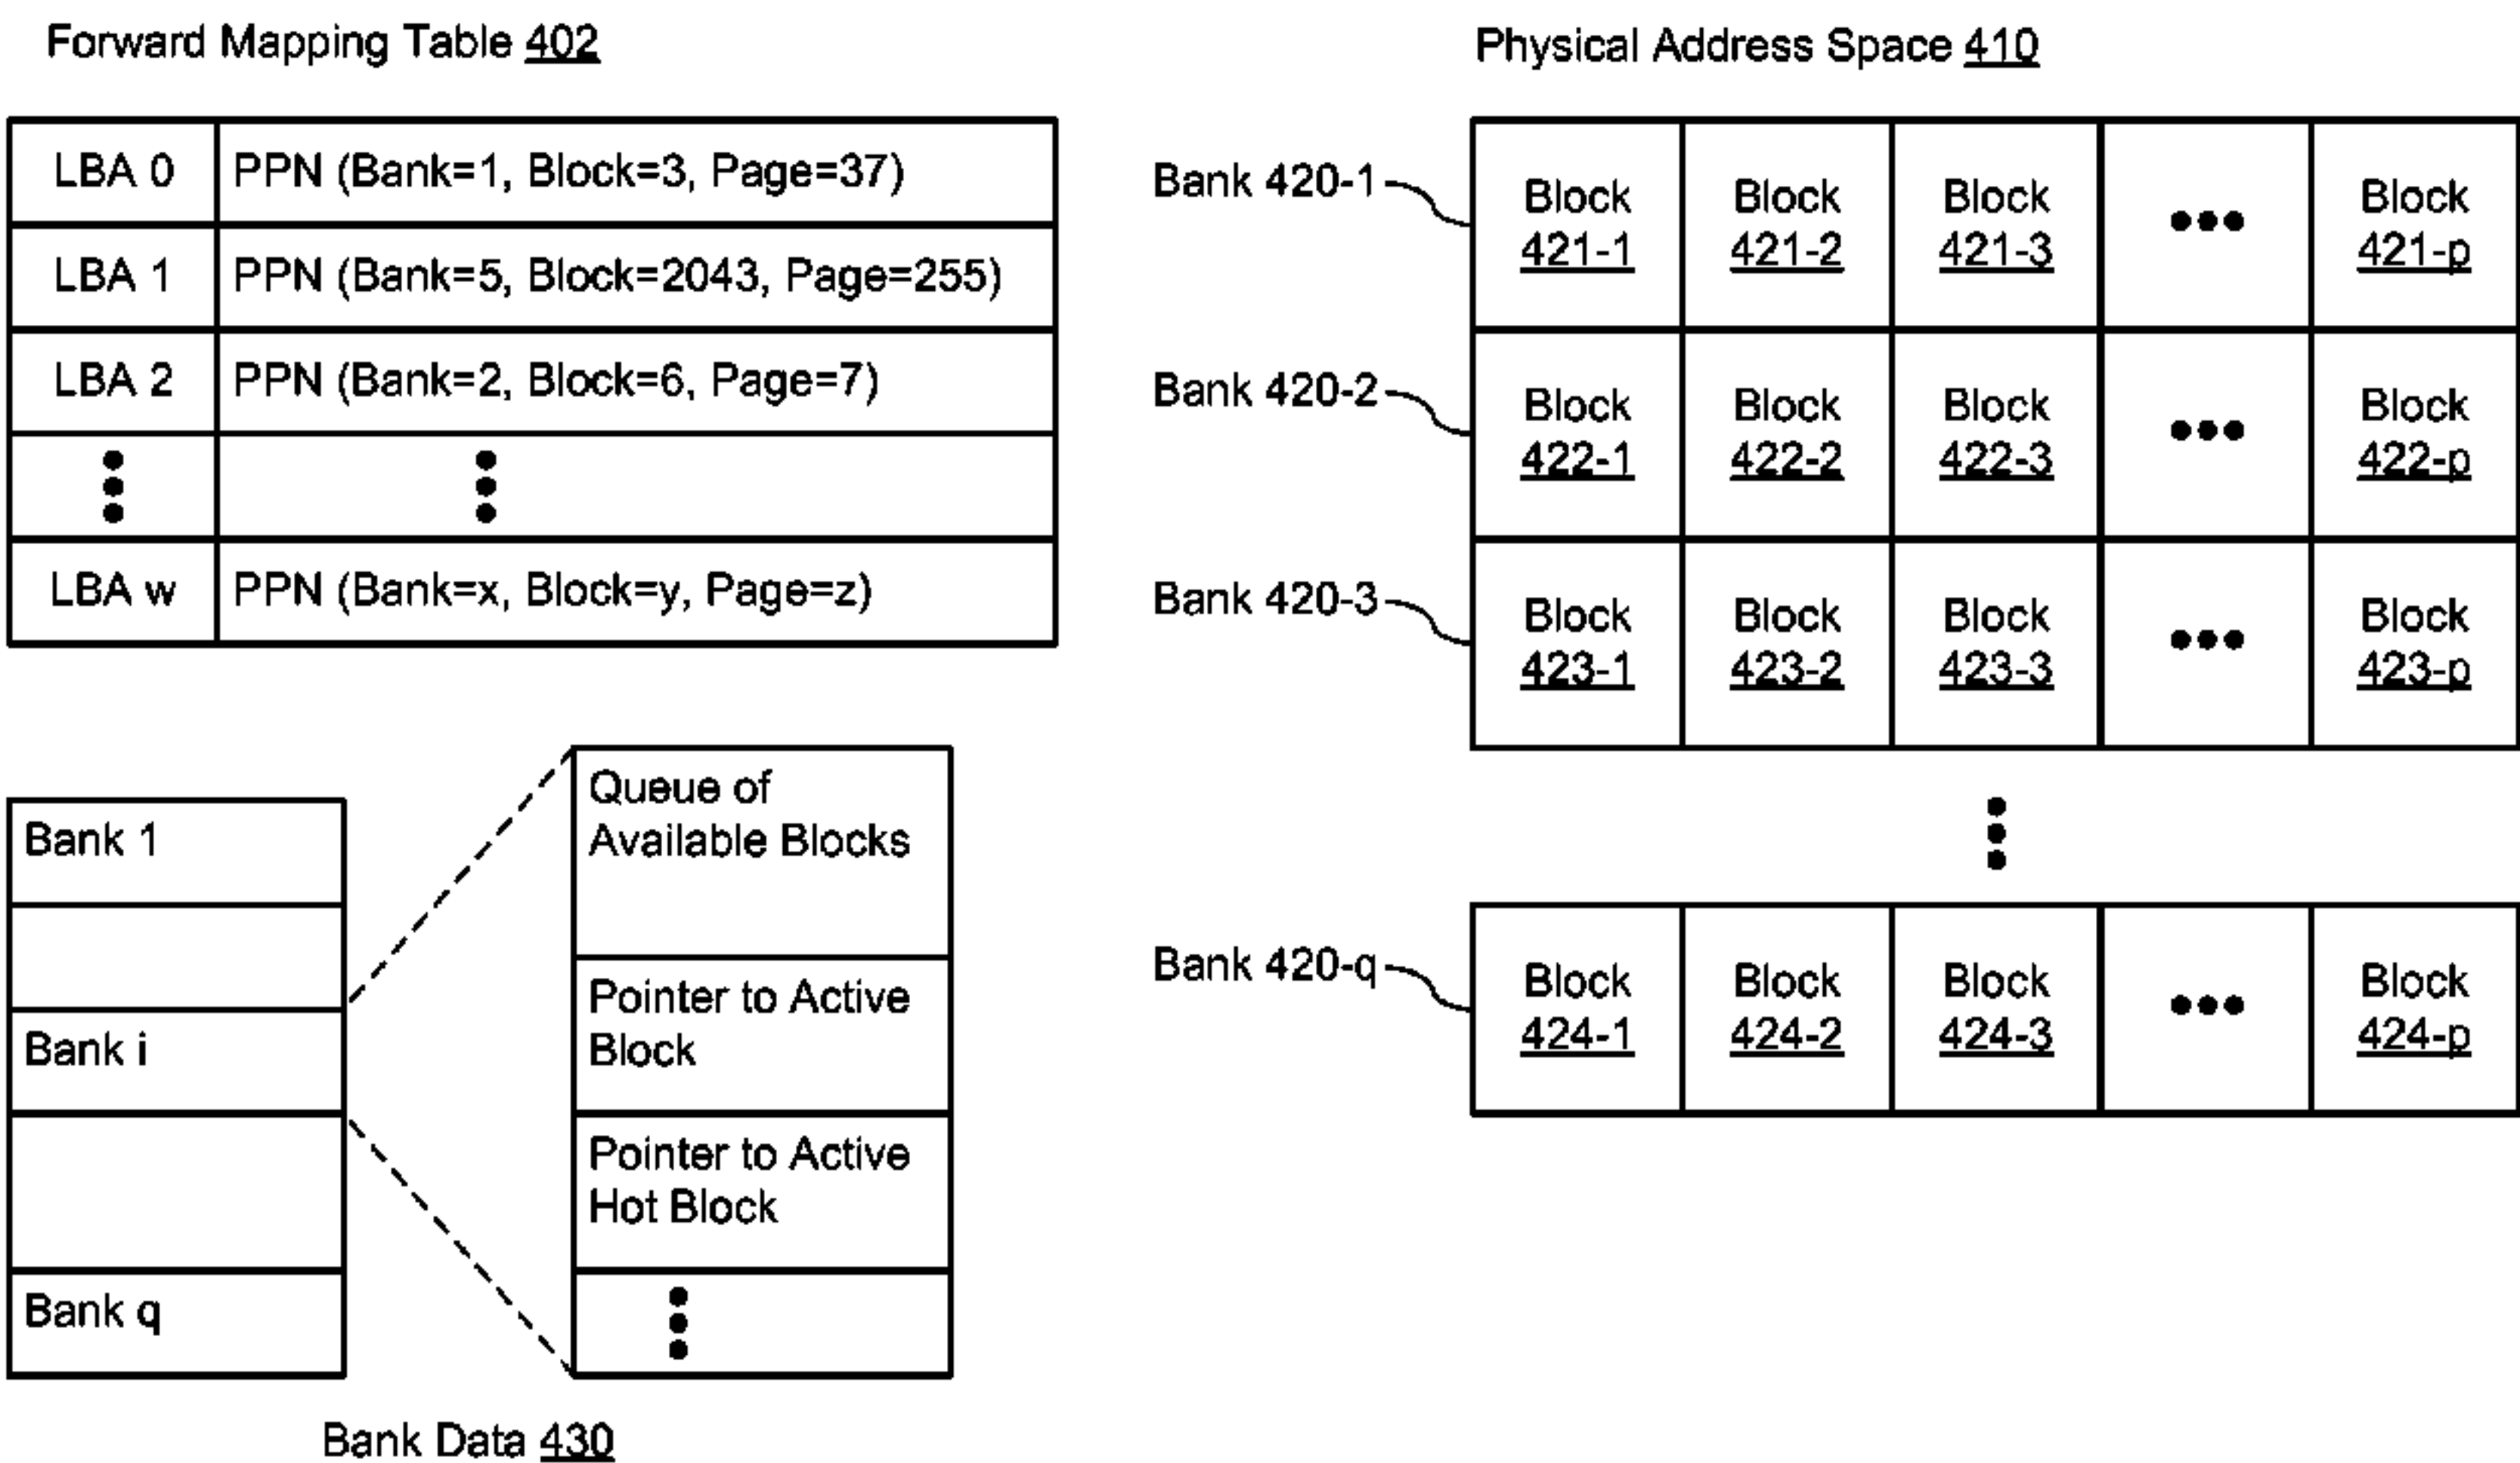 Forward Mapping Table 402
LBA 0 PPN (Bank=1, Block=3, Page=37)
LBA 1 PPN (Bank=5, Block=2043, Page=255)
LBA 2 PPN (Bank=2, Block=6, Page=7)
LBA w PPN (Bank=x, Block=y, Page=z)
Bank 1
Bank i
Bank q
Queue of
Available Blocks
Pointer to Active
Block
Pointer to Active
Hot Block
Bank Data 430
Physical Address Space 410
Bank 420-1
Block Block Block Block
421-1 421-2 421-3 421-p
Bank 420-2
Block Block Block Block
422-1 422-2 422-3 422-p
Bank 420-3
Block Block Block Block
423-1 423-2 423-3 423-p
Bank 420-q
Block Block Block Block
424-1 424-2 424-3 424-p